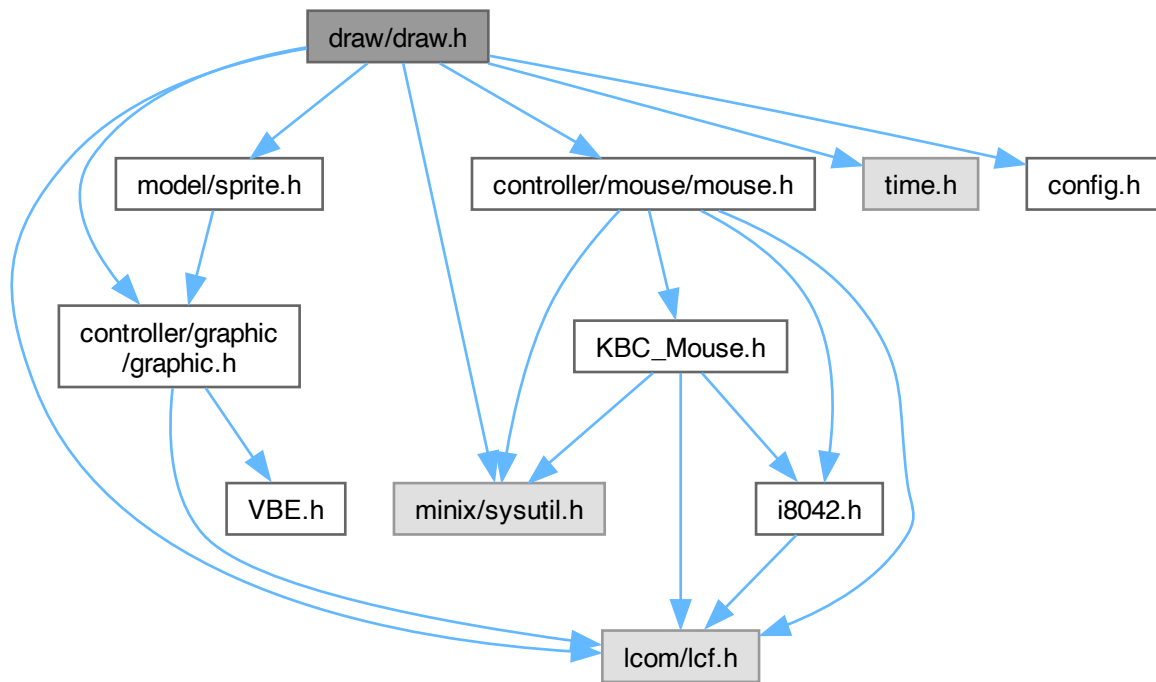 draw/draw.h
model/sprite.h
controller/mouse/mouse.h
time.h
config.h
controller/graphic
/graphic.h
KBC_Mouse.h
VBE.h
minix/sysutil.h
i8042.h
lcom/lcf.h